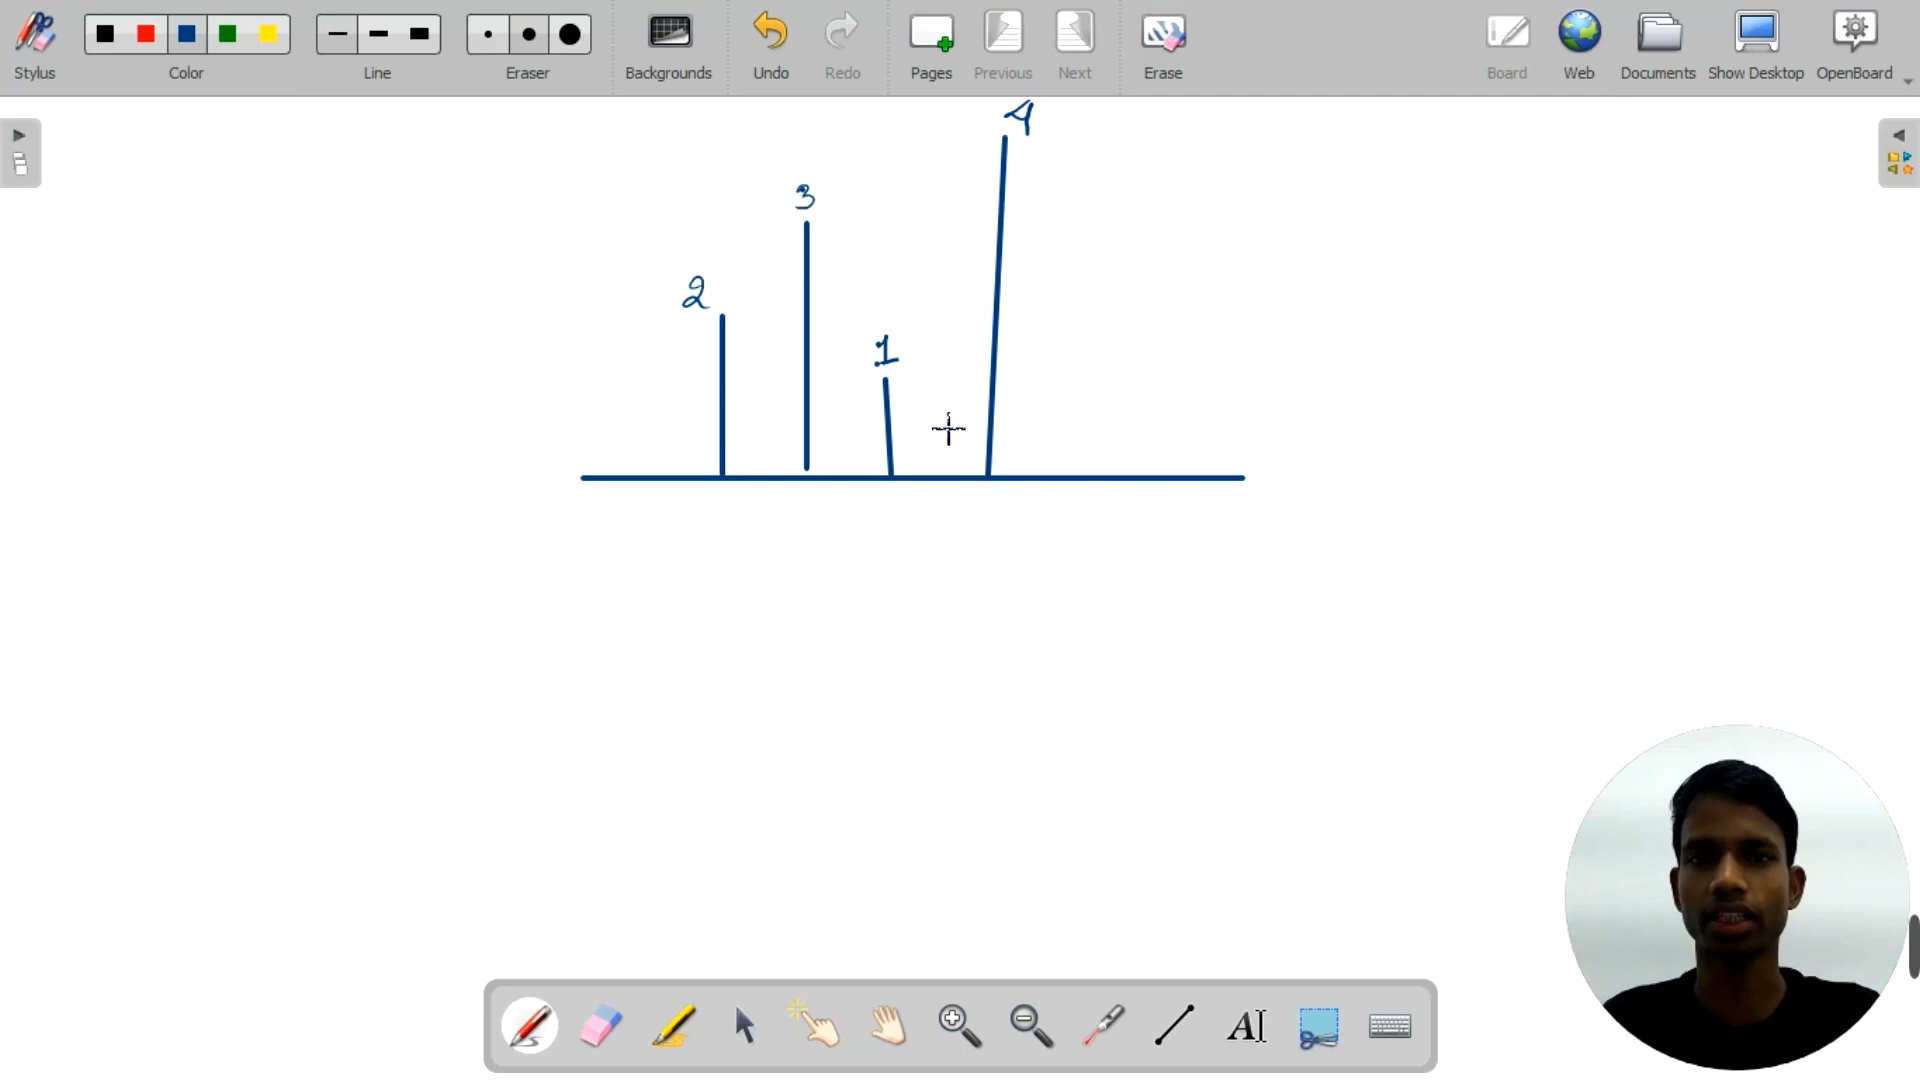 Stylus Color Line Eraser Backgrounds Undo Redo Pages Previous Next Erase Board Web Documents Show Desktop OpenBoard
4
3
2
1
A